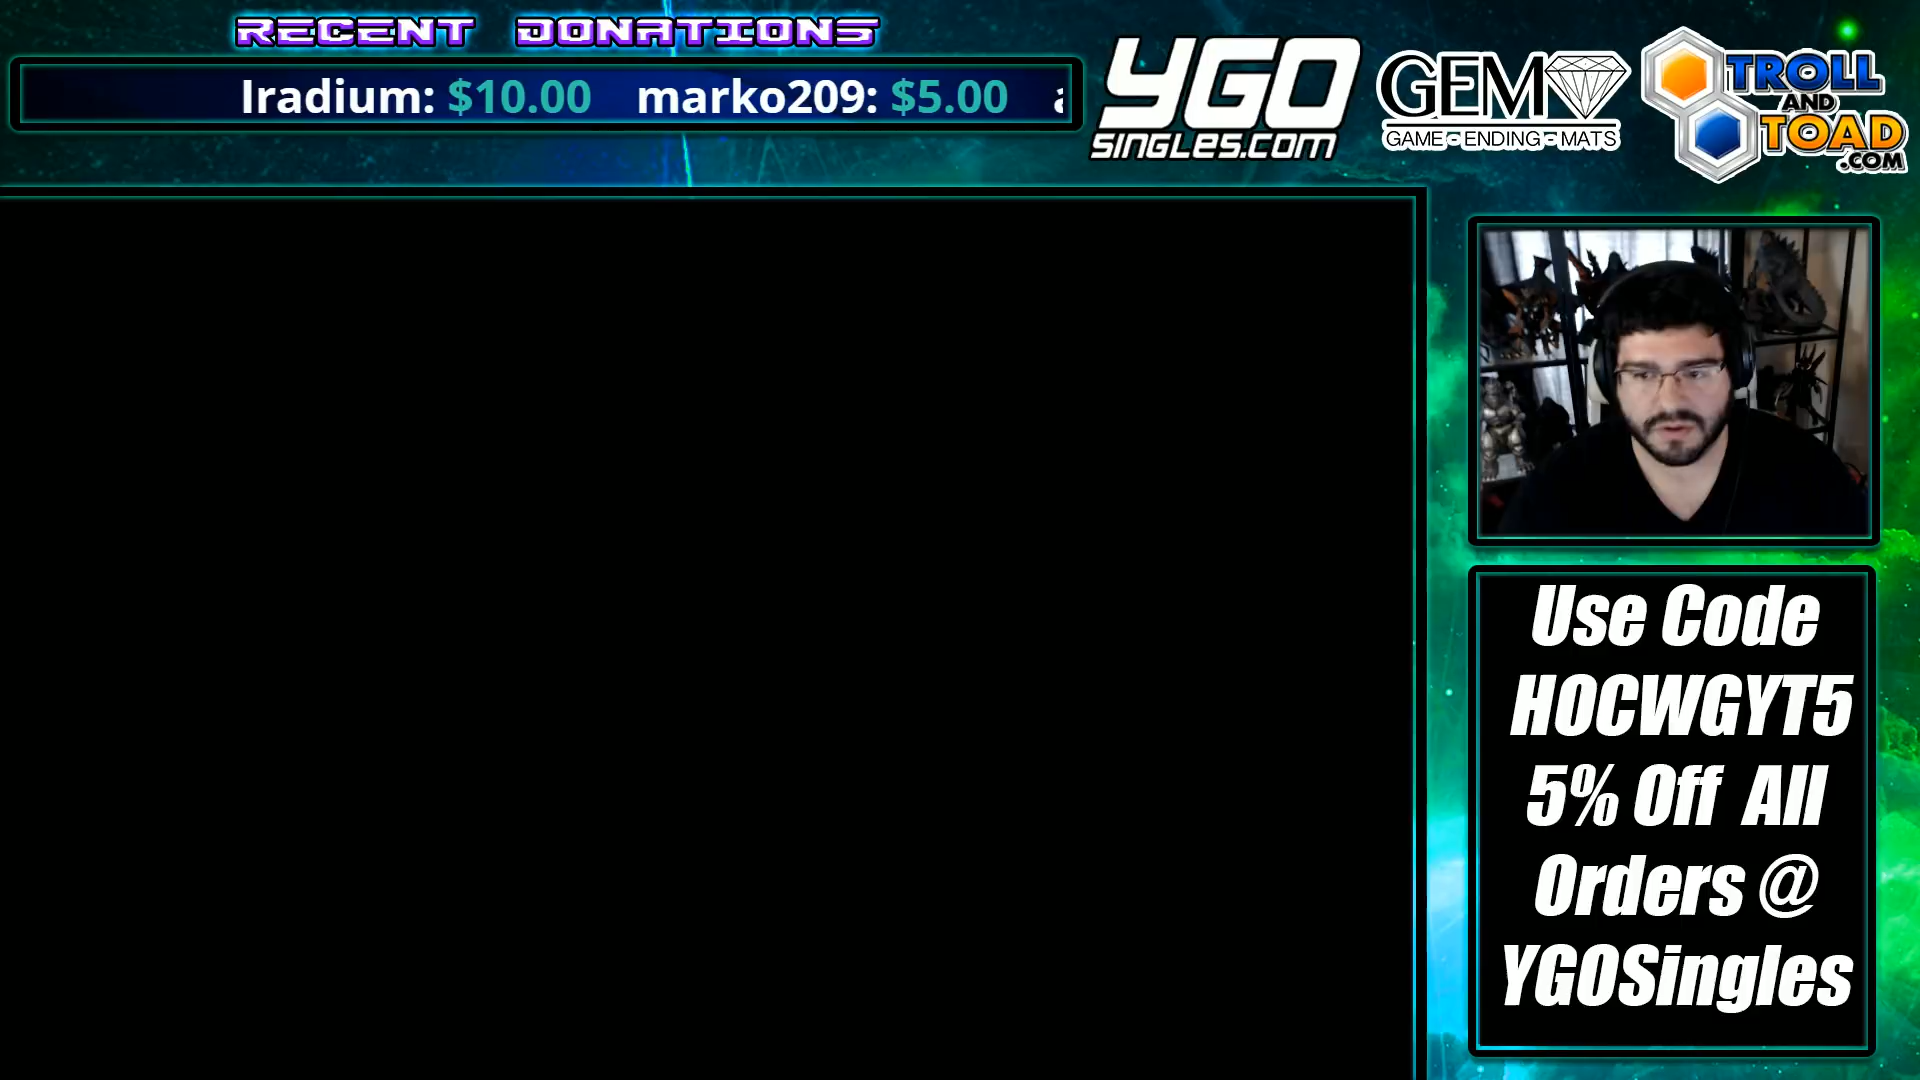 RECENT DONATIONS
Iradium: $10.00 marko209: $5.00 a
YGO
SINGLES.COM
GEM
GAME - ENDING - MATS
TROLL
AND
TOAD
.COM
Use Code
HOCWGYT5
5% Off All
Orders @
YGOSingles